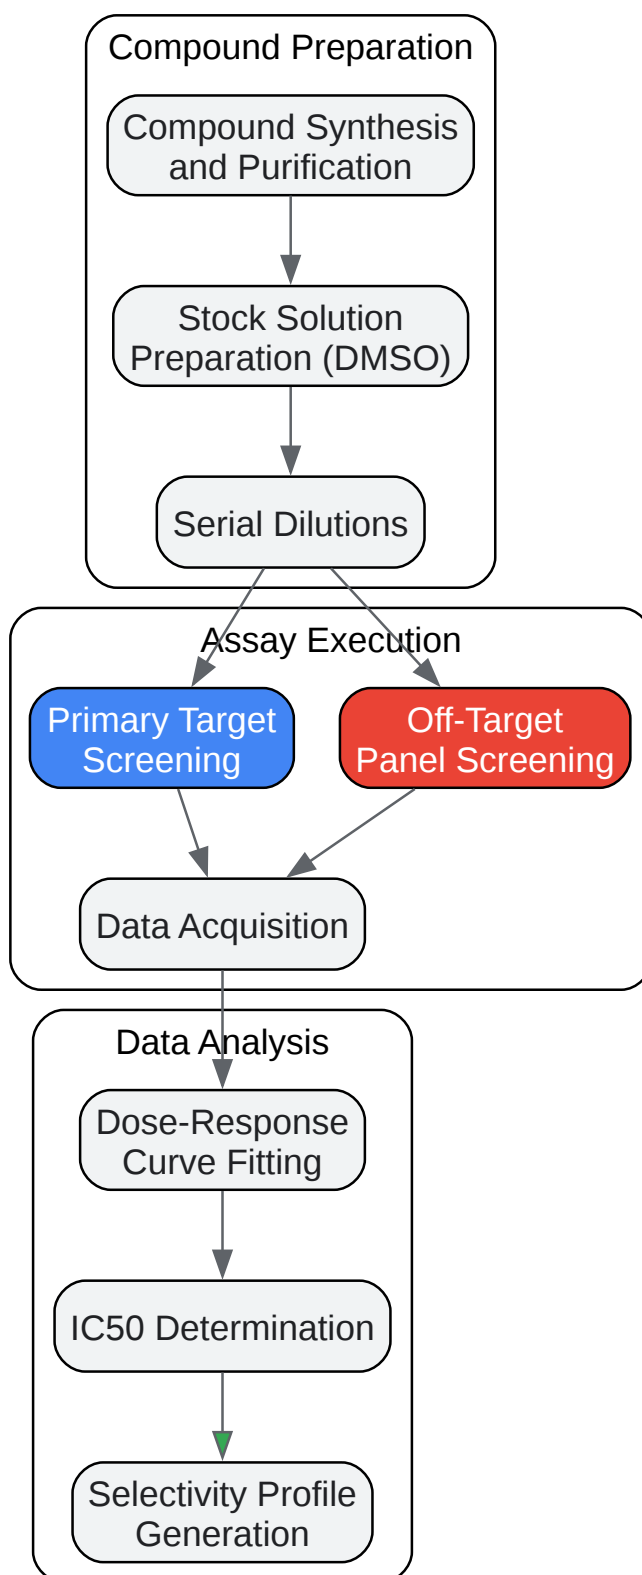 Compound Preparation
Compound Synthesis
and Purification
Stock Solution
Preparation (DMSO)
Serial Dilutions
Assay Execution
Primary Target
Screening
Off-Target
Panel Screening
Data Acquisition
Data Analysis
Dose-Response
Curve Fitting
IC50 Determination
Selectivity Profile
Generation